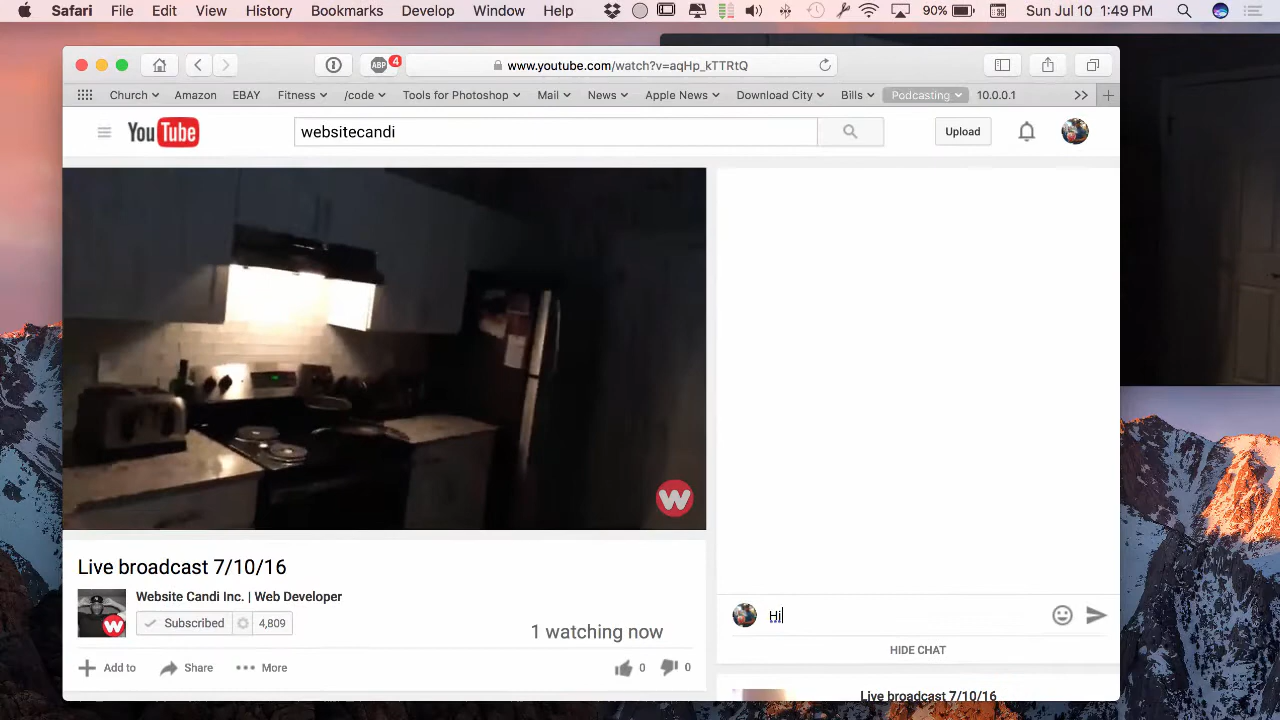 Safari File Edit View History Bookmarks Develop Window Help 90% Sun Jul 10 1:49 PM
ABP 4 www.youtube.com/watch?v=aqHp_kTTRtQ
Church Amazon EBAY Fitness /code Tools for Photoshop Mail News Apple News Download City Bills Podcasting 10.0.0.1
YouTube websitecandi Upload
W
Live broadcast 7/10/16
Website Candi Inc. | Web Developer
W
Subscribed 4,809
1 watching now
Add to Share More 0 0
Hi
HIDE CHAT
Live broadcast 7/10/16